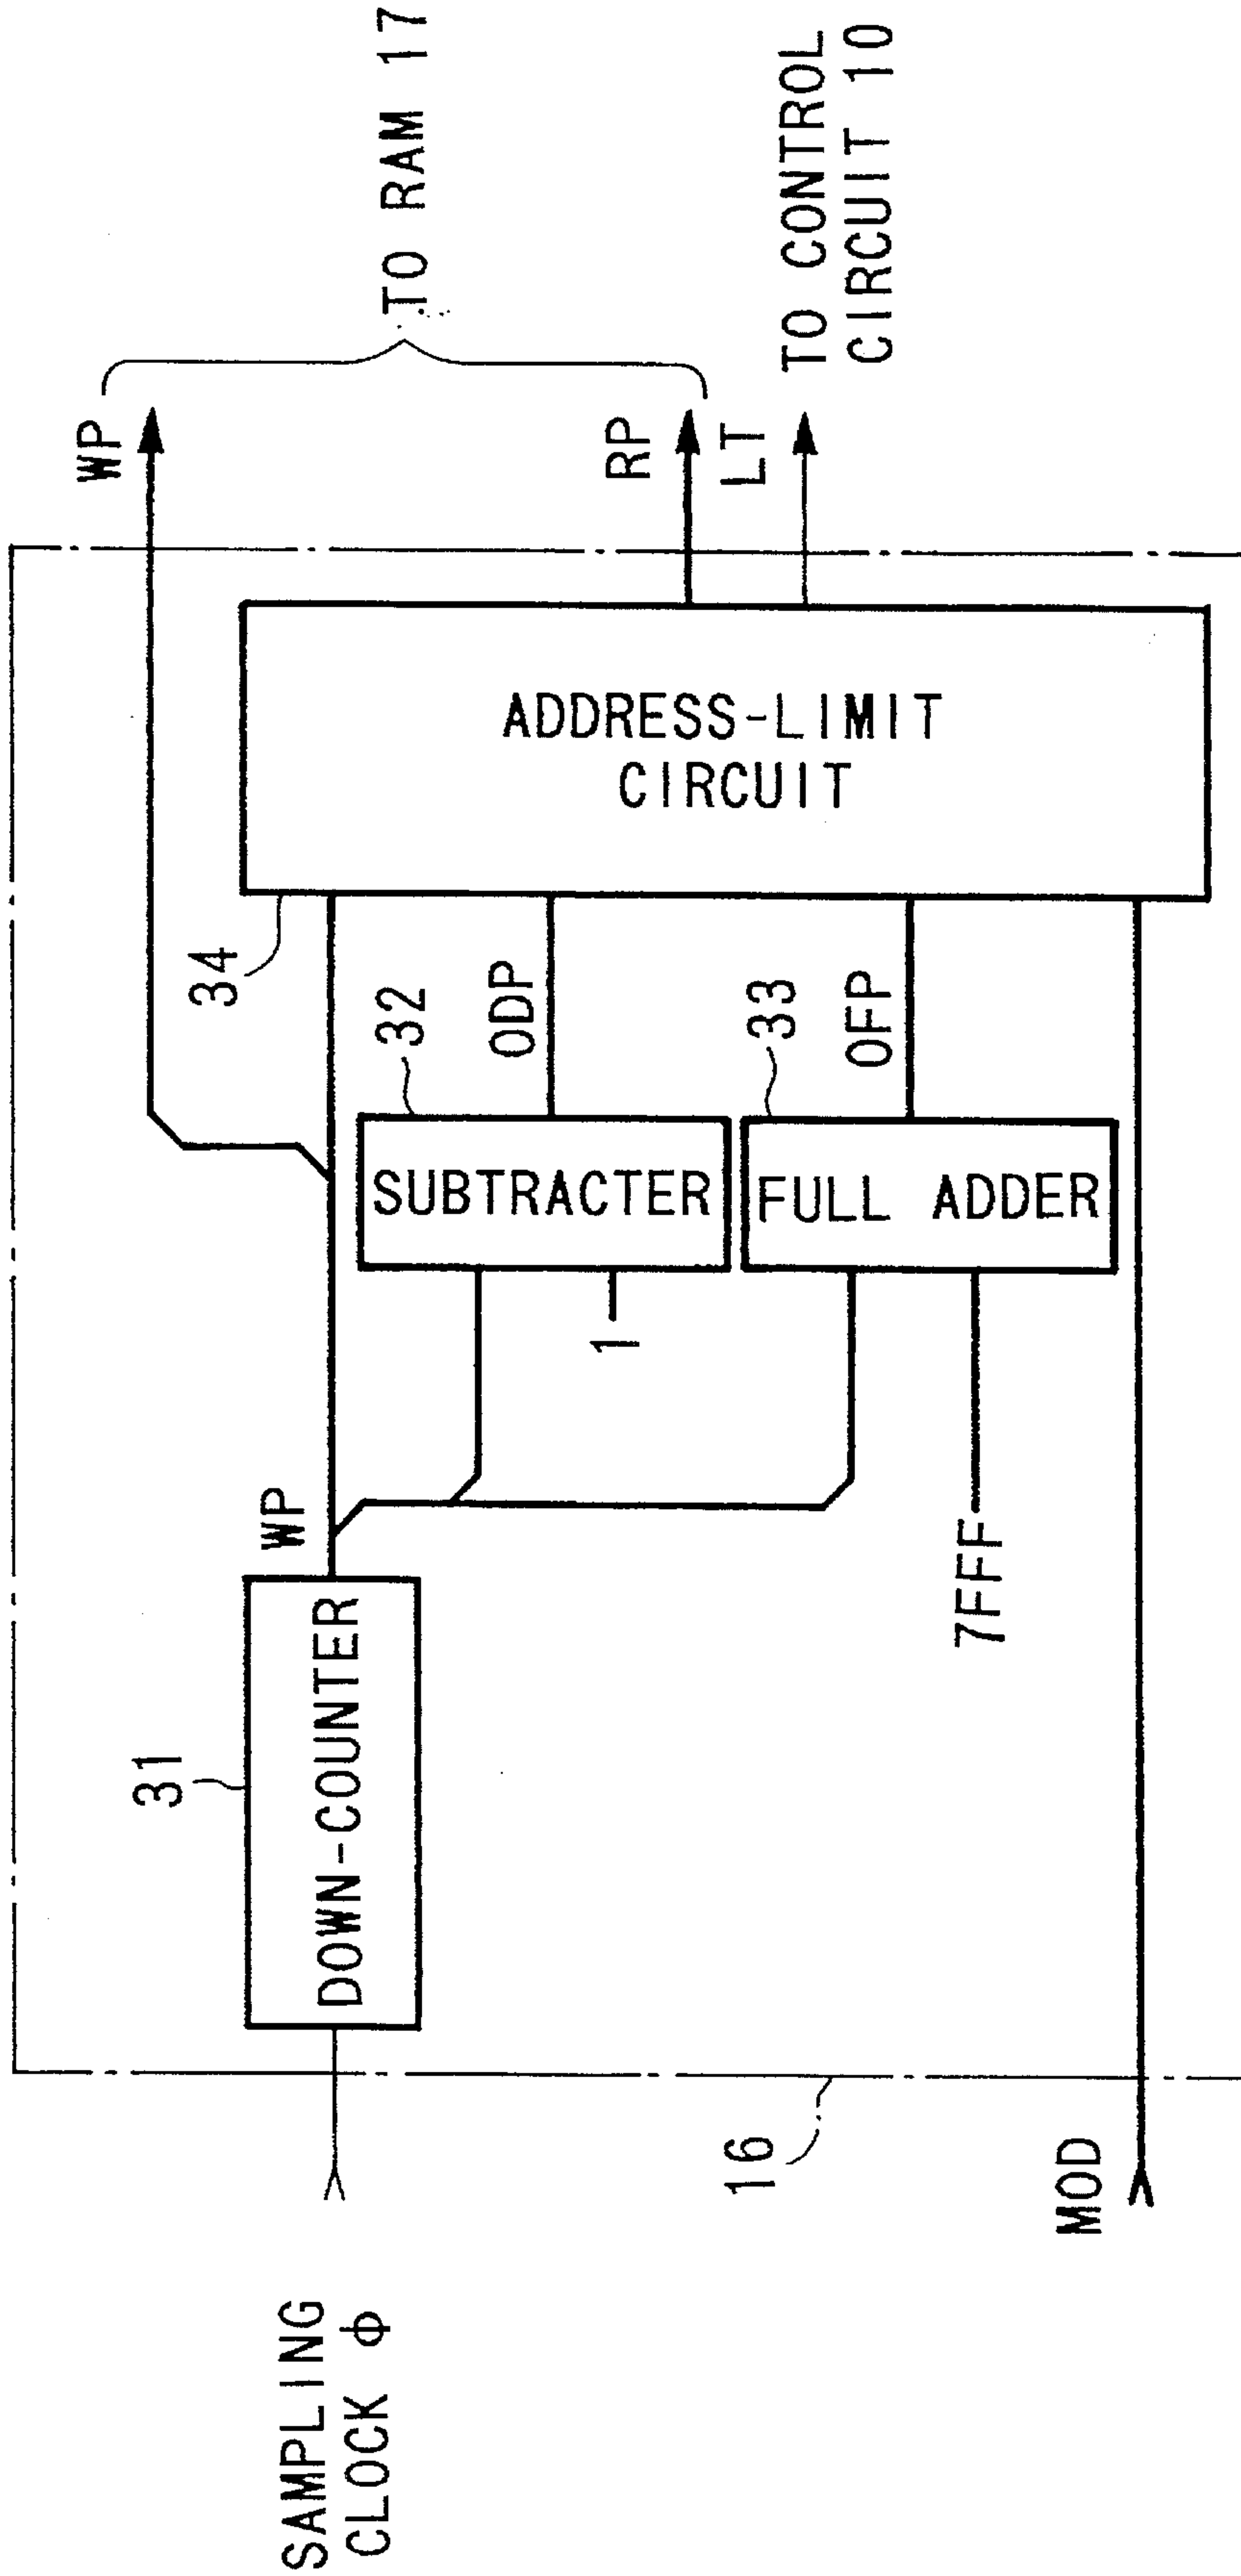 SAMPLING
CLOCK ϕ
MOD
16
31
DOWN-COUNTER
WP
7FFF
1
SUBTRACTER
32
FULL ADDER
33
ODP
OFP
34
ADDRESS-LIMIT
CIRCUIT
WP
RP
LT
TO RAM 17
TO CONTROL
CIRCUIT 10